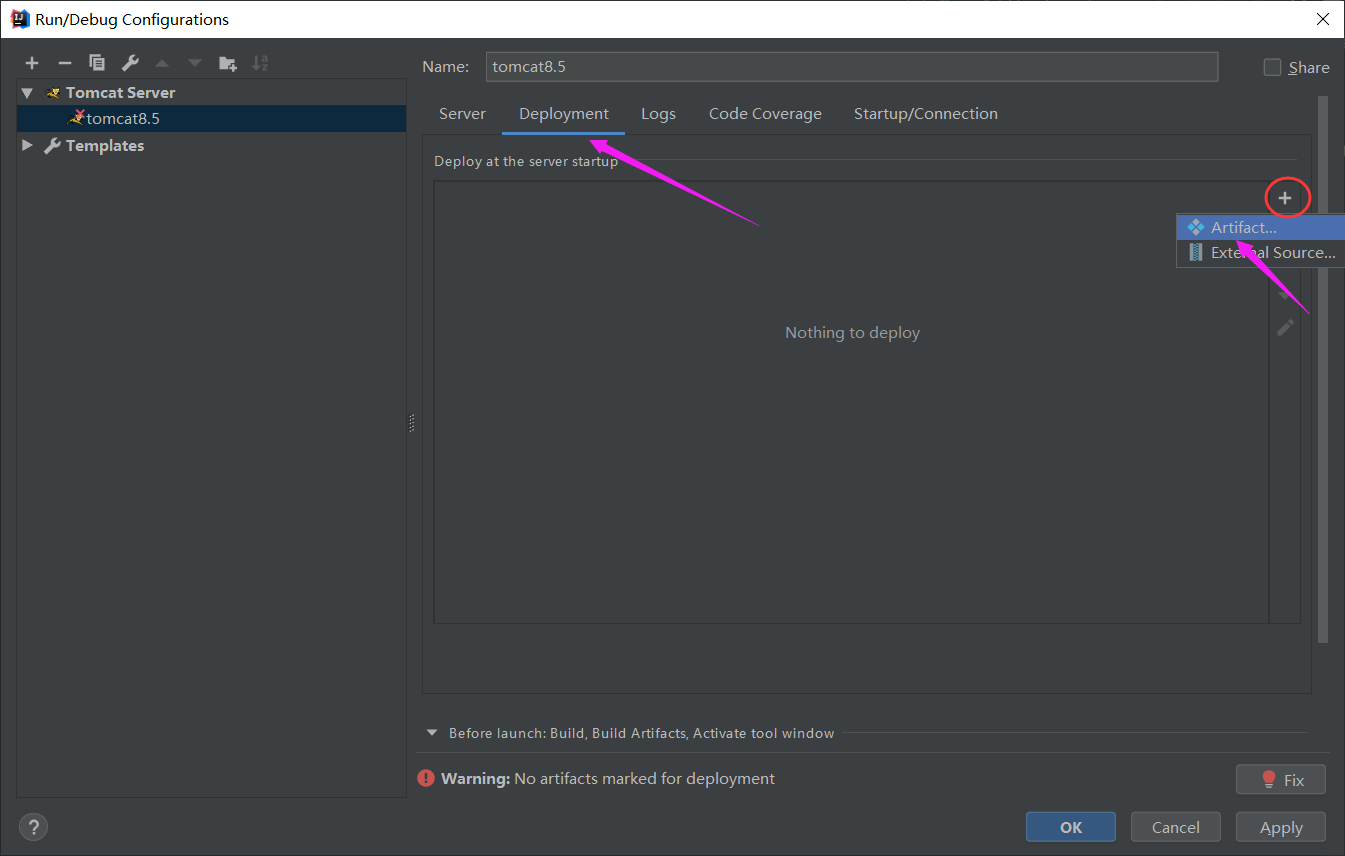 Run/Debug Configurations
Name: tomcat8.5
Share
Tomcat Server
tomcat8.5
Templates
Server Deployment Logs Code Coverage Startup/Connection
Deploy at the server startup
Artifact...
External Source...
Nothing to deploy
Before launch: Build, Build Artifacts, Activate tool window
Warning: No artifacts marked for deployment
Fix
?
OK Cancel Apply